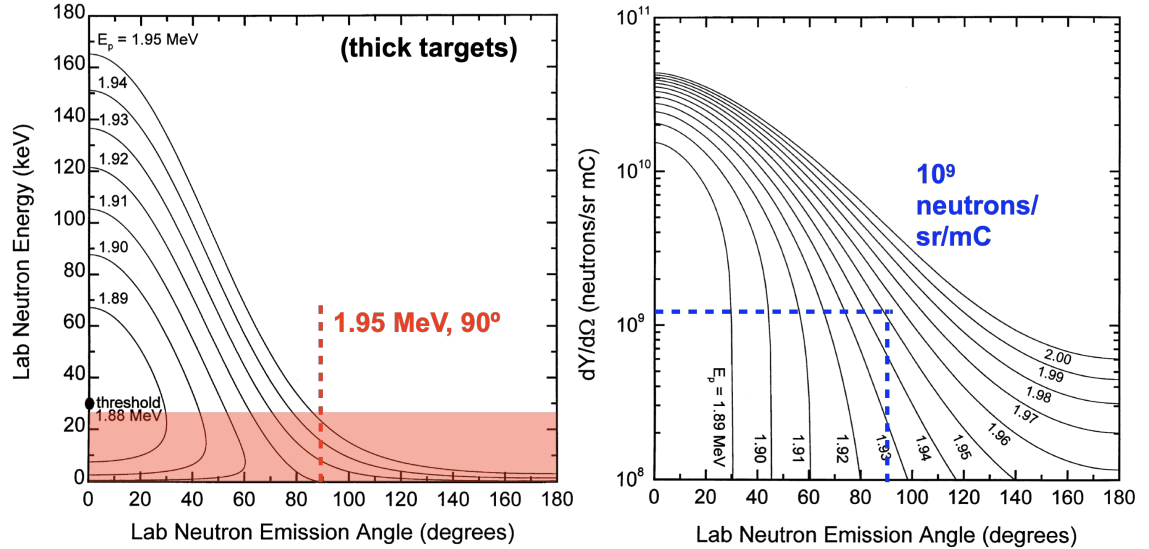 (thick targets)
Lab Neutron Energy (keV)
180
160
140
120
100
80
60
40
20
0
Eₚ = 1.95 MeV
1.94
1.93
1.92
1.91
1.90
1.89
threshold
1.88 MeV
1.95 MeV, 90º
0 20 40 60 80 100 120 140 160 180
Lab Neutron Emission Angle (degrees)
dY/dΩ (neutrons/sr mC)
10¹¹
10¹⁰
10⁹
10⁸
10⁹
neutrons/
sr/mC
2.00
1.99
1.98
1.97
1.96
1.95
1.94
1.93
1.92
1.91
1.90
Eₚ = 1.89 MeV
0 20 40 60 80 100 120 140 160 180
Lab Neutron Emission Angle (degrees)